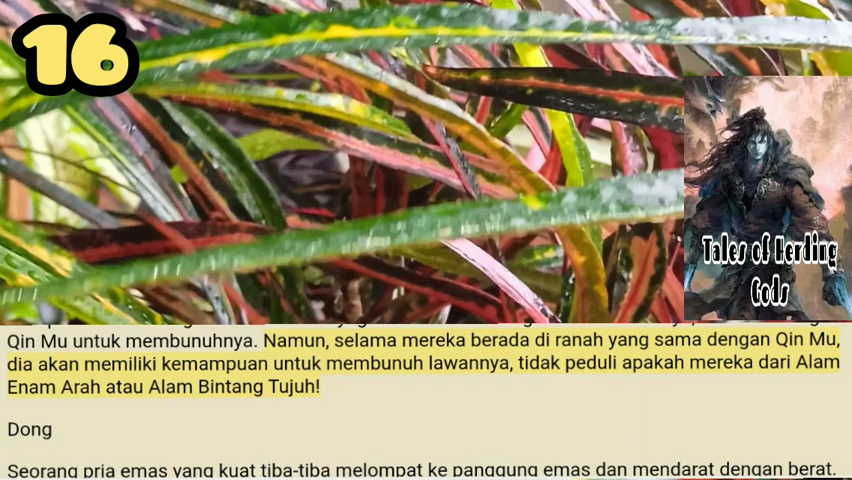 16
Tales of Herding
Gods
Qin Mu untuk membunuhnya. Namun, selama mereka berada di ranah yang sama dengan Qin Mu,
dia akan memiliki kemampuan untuk membunuh lawannya, tidak peduli apakah mereka dari Alam
Enam Arah atau Alam Bintang Tujuh!
Dong
Seorang pria emas yang kuat tiba-tiba melompat ke panggung emas dan mendarat dengan berat.